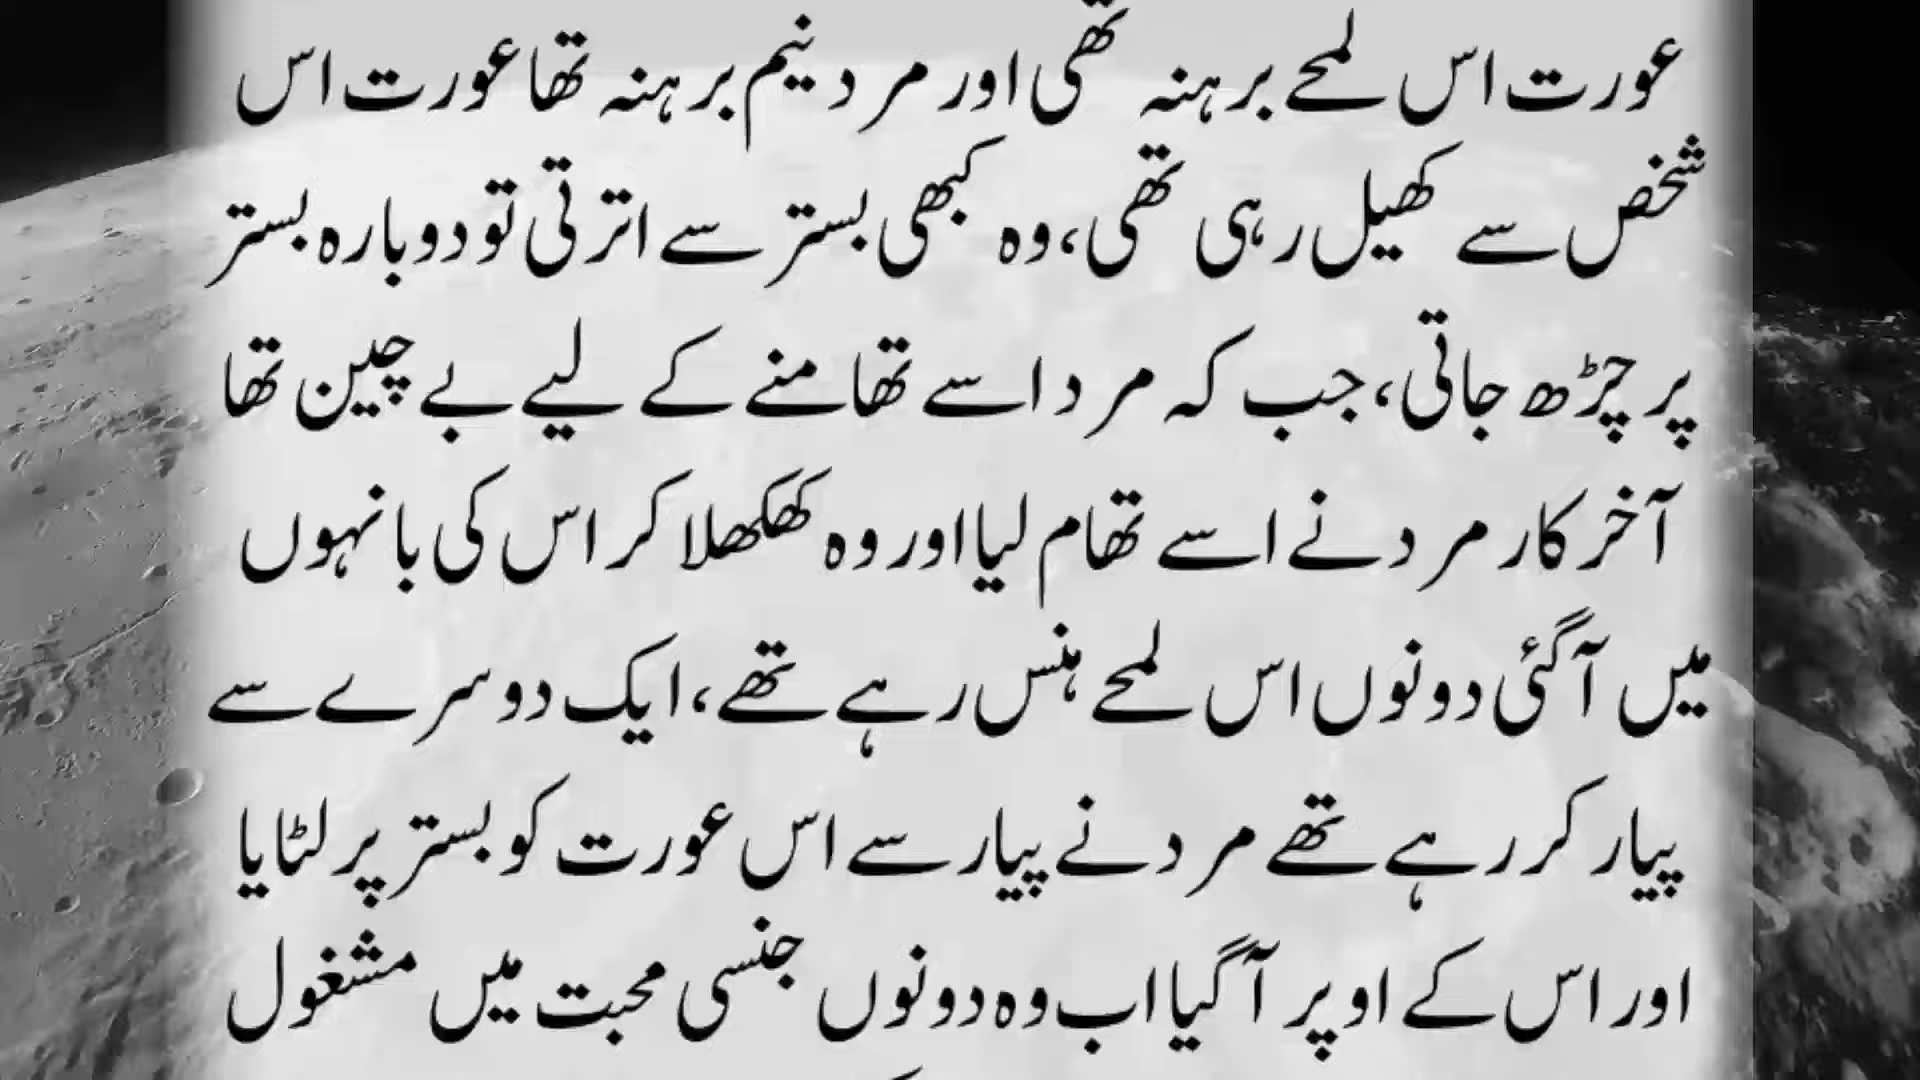 عورت اس لمحے برہنہ تھی اور مرد نیم برہنہ تھا عورت اس
شخص سے کھیل رہی تھی، وہ کبھی بستر سے اترتی تو دوبارہ بستر
پر چڑھ جاتی، جب کہ مرد اسے تھامنے کے لیے بے چین تھا
آخر کار مرد نے اسے تھام لیا اور وہ کھکھلا کر اس کی بانہوں
میں آگئی دونوں اس لمحے ہنس رہے تھے، ایک دوسرے سے
پیار کر رہے تھے مرد نے پیار سے اس عورت کو بستر پر لٹایا
اور اس کے اوپر آگیا اب وہ دونوں جنسی محبت میں مشغول